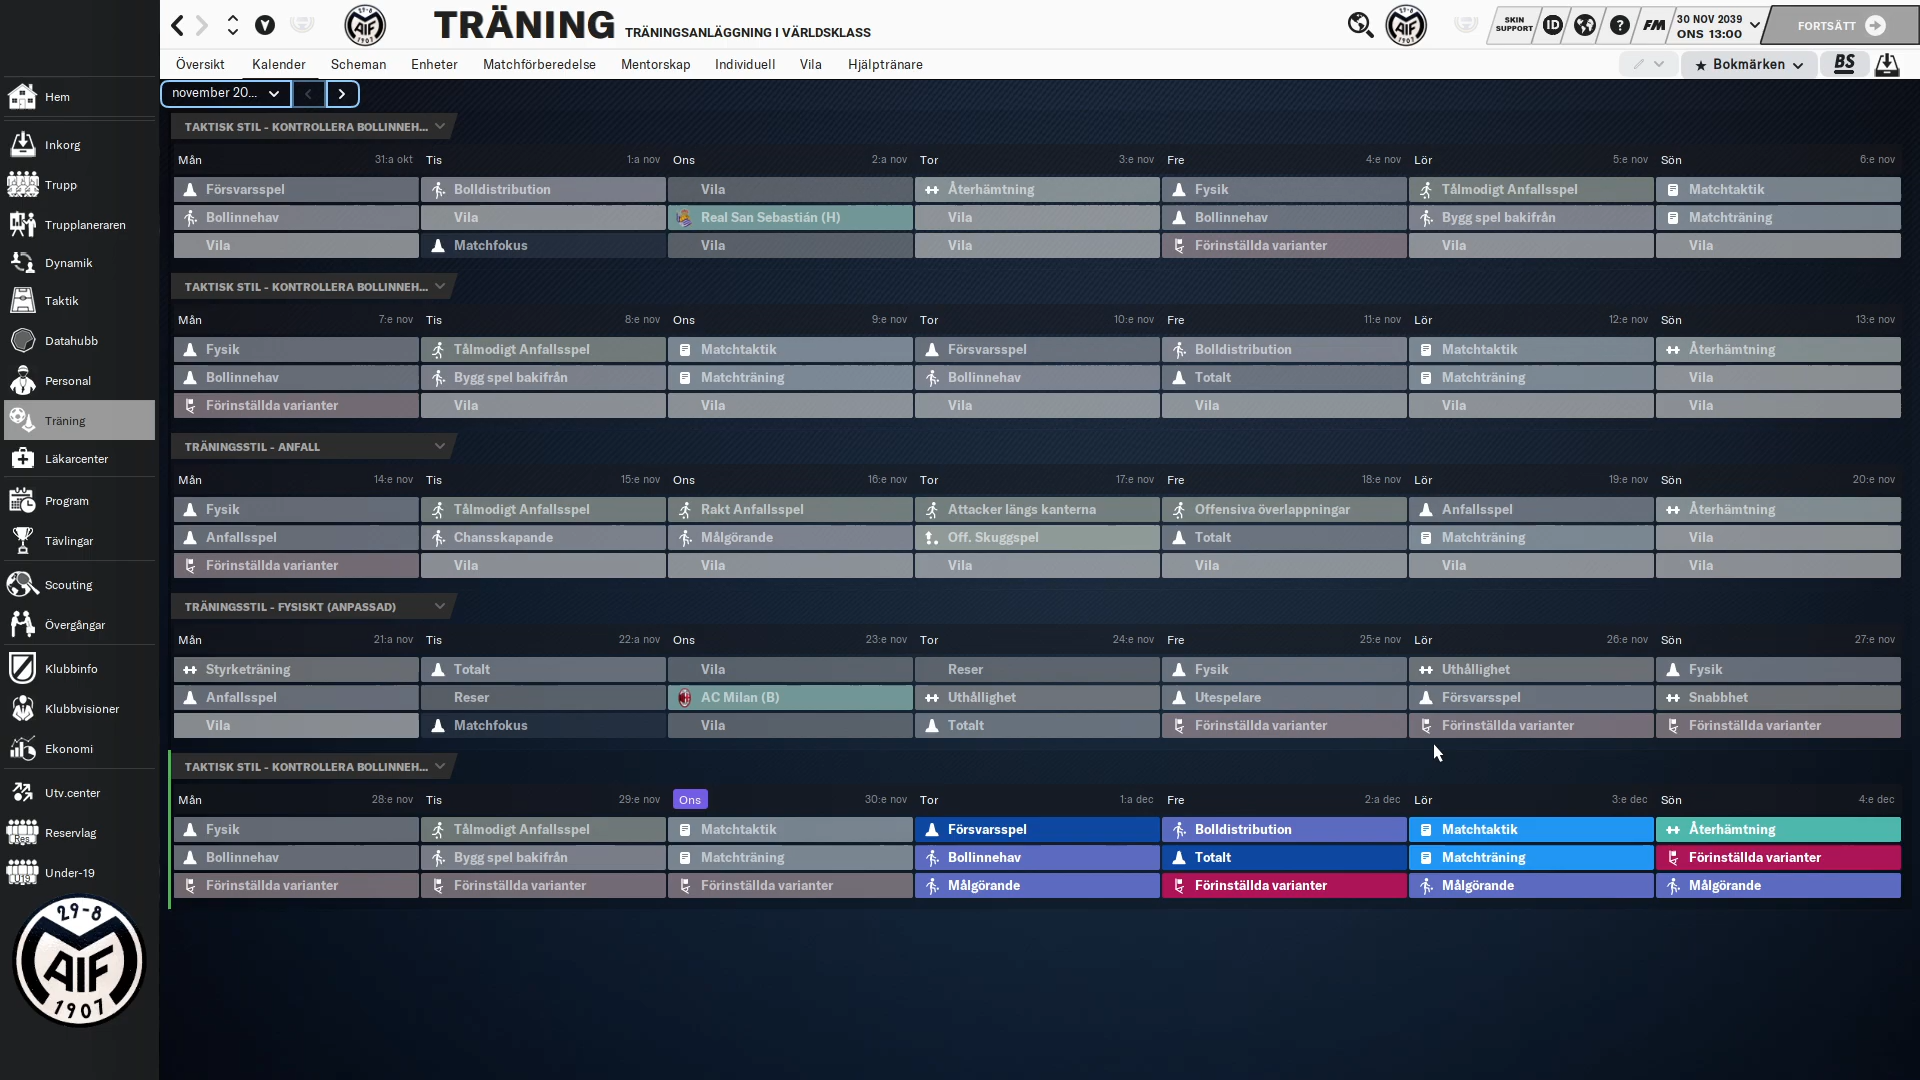 TRÄNING TRÄNINGSANLÄGGNING I VÄRLDSKLASS
SKIN SUPPORT ID ? FM 30 NOV 2039 ONS 13:00 FORTSÄTT
Översikt Kalender Scheman Enheter Matchförberedelse Mentorskap Individuell Vila Hjälptränare Bokmärken BS
november 20...
Hem
Inkorg
Trupp
Trupplaneraren
Dynamik
Taktik
Datahubb
Personal
Träning
Läkarcenter
Program
Tävlingar
Scouting
Övergångar
Klubbinfo
Klubbvisioner
Ekonomi
Utv.center
Reservlag
Under-19
29-8
MAIF
1907
TAKTISK STIL - KONTROLLERA BOLLINNEH...
Mån 31:a okt Tis 1:a nov Ons 2:a nov Tor 3:e nov Fre 4:e nov Lör 5:e nov Sön 6:e nov
Försvarsspel Bolldistribution Vila Återhämtning Fysik Tålmodigt Anfallsspel Matchtaktik
Bollinnehav Vila Real San Sebastián (H) Vila Bollinnehav Bygg spel bakifrån Matchträning
Vila Matchfokus Vila Vila Förinställda varianter Vila Vila
TAKTISK STIL - KONTROLLERA BOLLINNEH...
Mån 7:e nov Tis 8:e nov Ons 9:e nov Tor 10:e nov Fre 11:e nov Lör 12:e nov Sön 13:e nov
Fysik Tålmodigt Anfallsspel Matchtaktik Försvarsspel Bolldistribution Matchtaktik Återhämtning
Bollinnehav Bygg spel bakifrån Matchträning Bollinnehav Totalt Matchträning Vila
Förinställda varianter Vila Vila Vila Vila Vila Vila
TRÄNINGSSTIL - ANFALL
Mån 14:e nov Tis 15:e nov Ons 16:e nov Tor 17:e nov Fre 18:e nov Lör 19:e nov Sön 20:e nov
Fysik Tålmodigt Anfallsspel Rakt Anfallsspel Attacker längs kanterna Offensiva överlappningar Anfallsspel Återhämtning
Anfallsspel Chansskapande Målgörande Off. Skuggspel Totalt Matchträning Vila
Förinställda varianter Vila Vila Vila Vila Vila Vila
TRÄNINGSSTIL - FYSISKT (ANPASSAD)
Mån 21:a nov Tis 22:a nov Ons 23:e nov Tor 24:e nov Fre 25:e nov Lör 26:e nov Sön 27:e nov
Styrketräning Totalt Vila Reser Fysik Uthållighet Fysik
Anfallsspel Reser AC Milan (B) Uthållighet Utespelare Försvarsspel Snabbhet
Vila Matchfokus Vila Totalt Förinställda varianter Förinställda varianter Förinställda varianter
TAKTISK STIL - KONTROLLERA BOLLINNEH...
Mån 28:e nov Tis 29:e nov Ons 30:e nov Tor 1:a dec Fre 2:a dec Lör 3:e dec Sön 4:e dec
Fysik Tålmodigt Anfallsspel Matchtaktik Försvarsspel Bolldistribution Matchtaktik Återhämtning
Bollinnehav Bygg spel bakifrån Matchträning Bollinnehav Totalt Matchträning Förinställda varianter
Förinställda varianter Förinställda varianter Förinställda varianter Målgörande Förinställda varianter Målgörande Målgörande